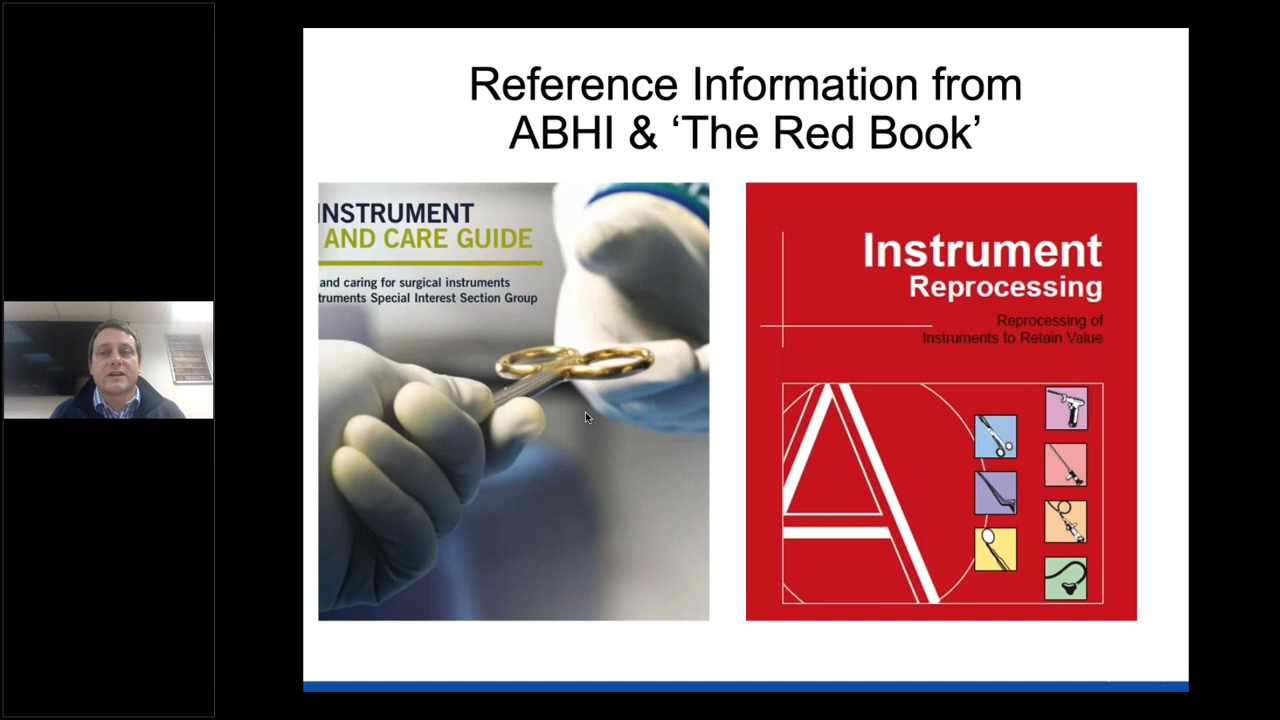 Reference Information from
ABHI & ‘The Red Book’
INSTRUMENT
AND CARE GUIDE
and caring for surgical instruments
truments Special Interest Section Group
Instrument
Reprocessing
Reprocessing of
Instruments to Retain Value
A